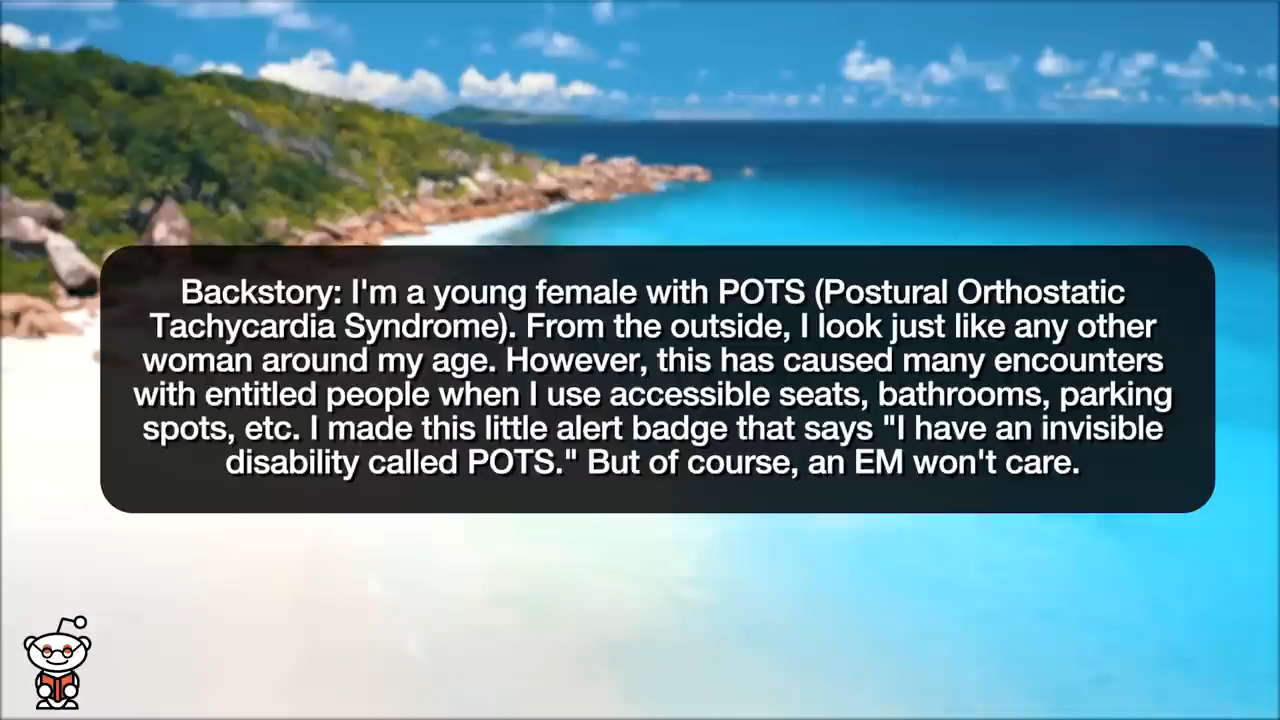 Backstory: I'm a young female with POTS (Postural Orthostatic
Tachycardia Syndrome). From the outside, I look just like any other
woman around my age. However, this has caused many encounters
with entitled people when I use accessible seats, bathrooms, parking
spots, etc. I made this little alert badge that says "I have an invisible
disability called POTS." But of course, an EM won't care.